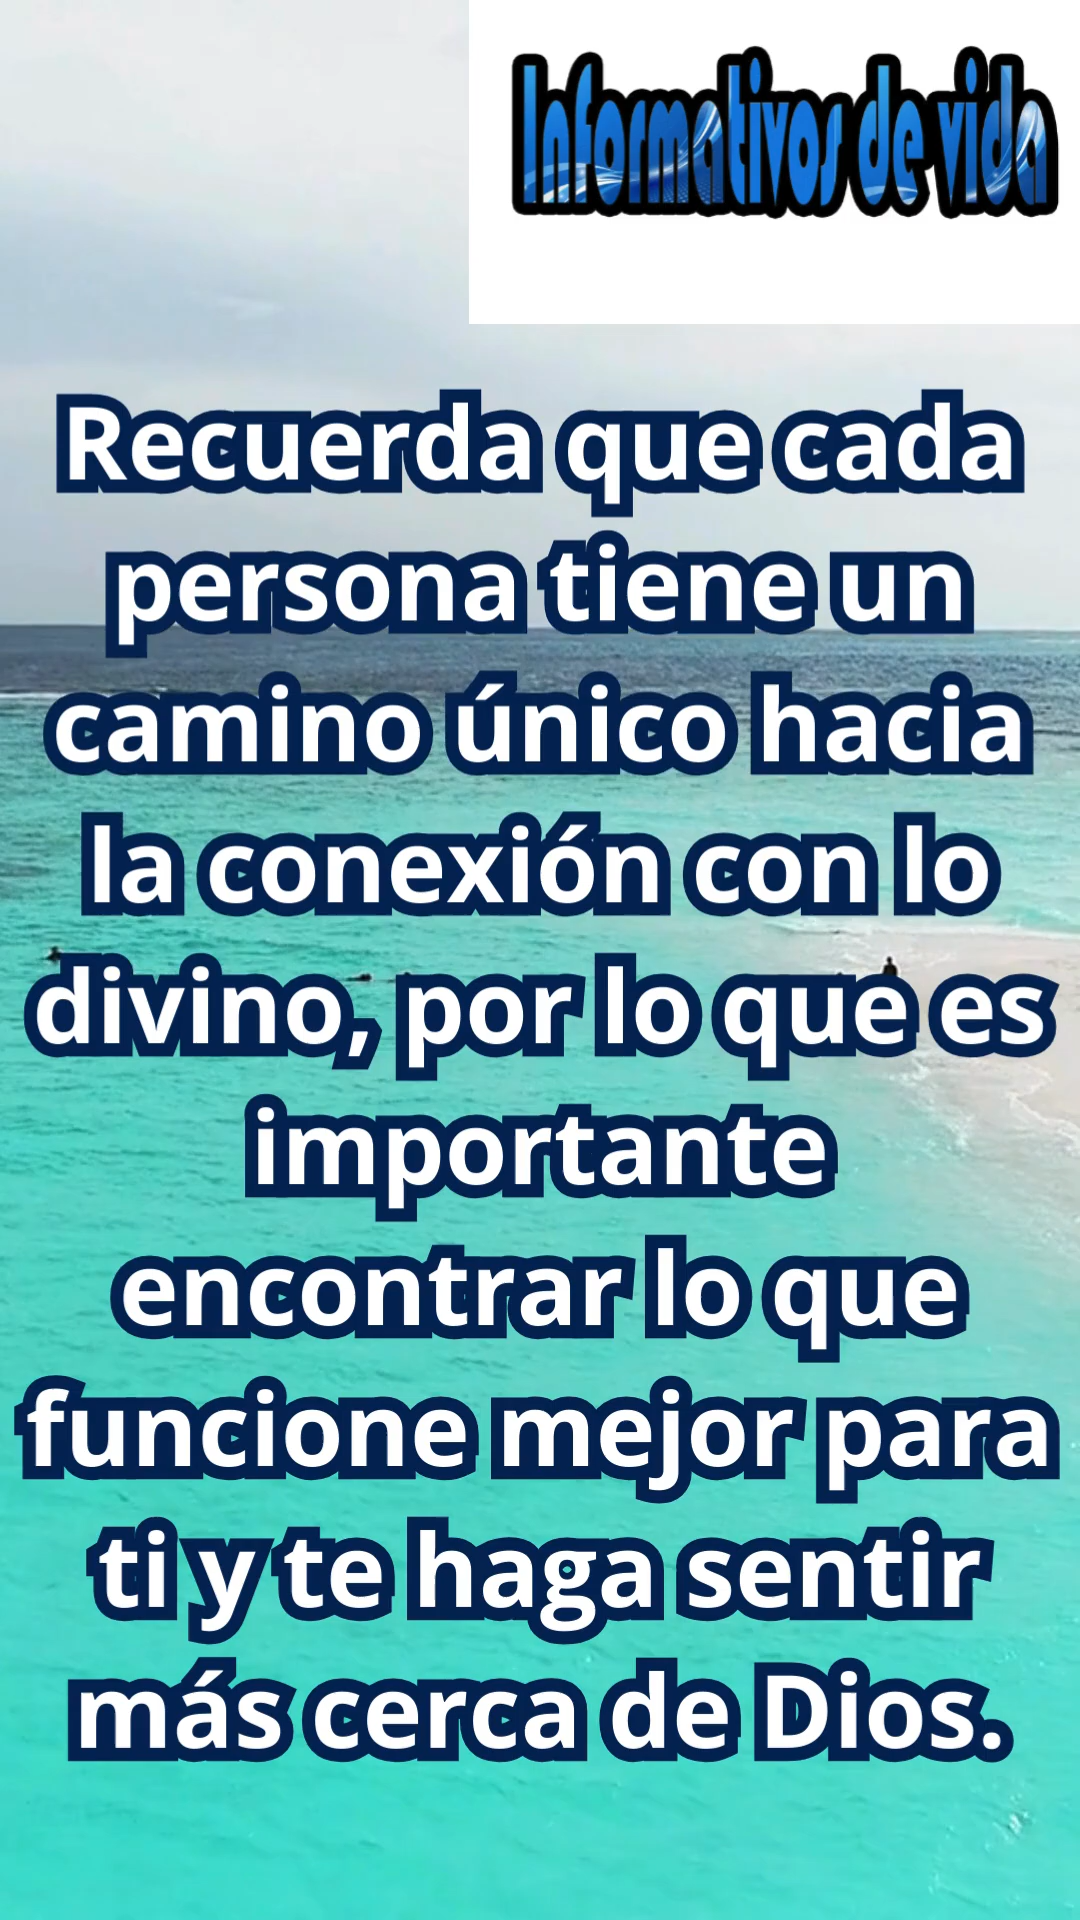 Informativos de vida
Recuerda que cada
persona tiene un
camino único hacia
la conexión con lo
divino, por lo que es
importante
encontrar lo que
funcione mejor para
ti y te haga sentir
más cerca de Dios.